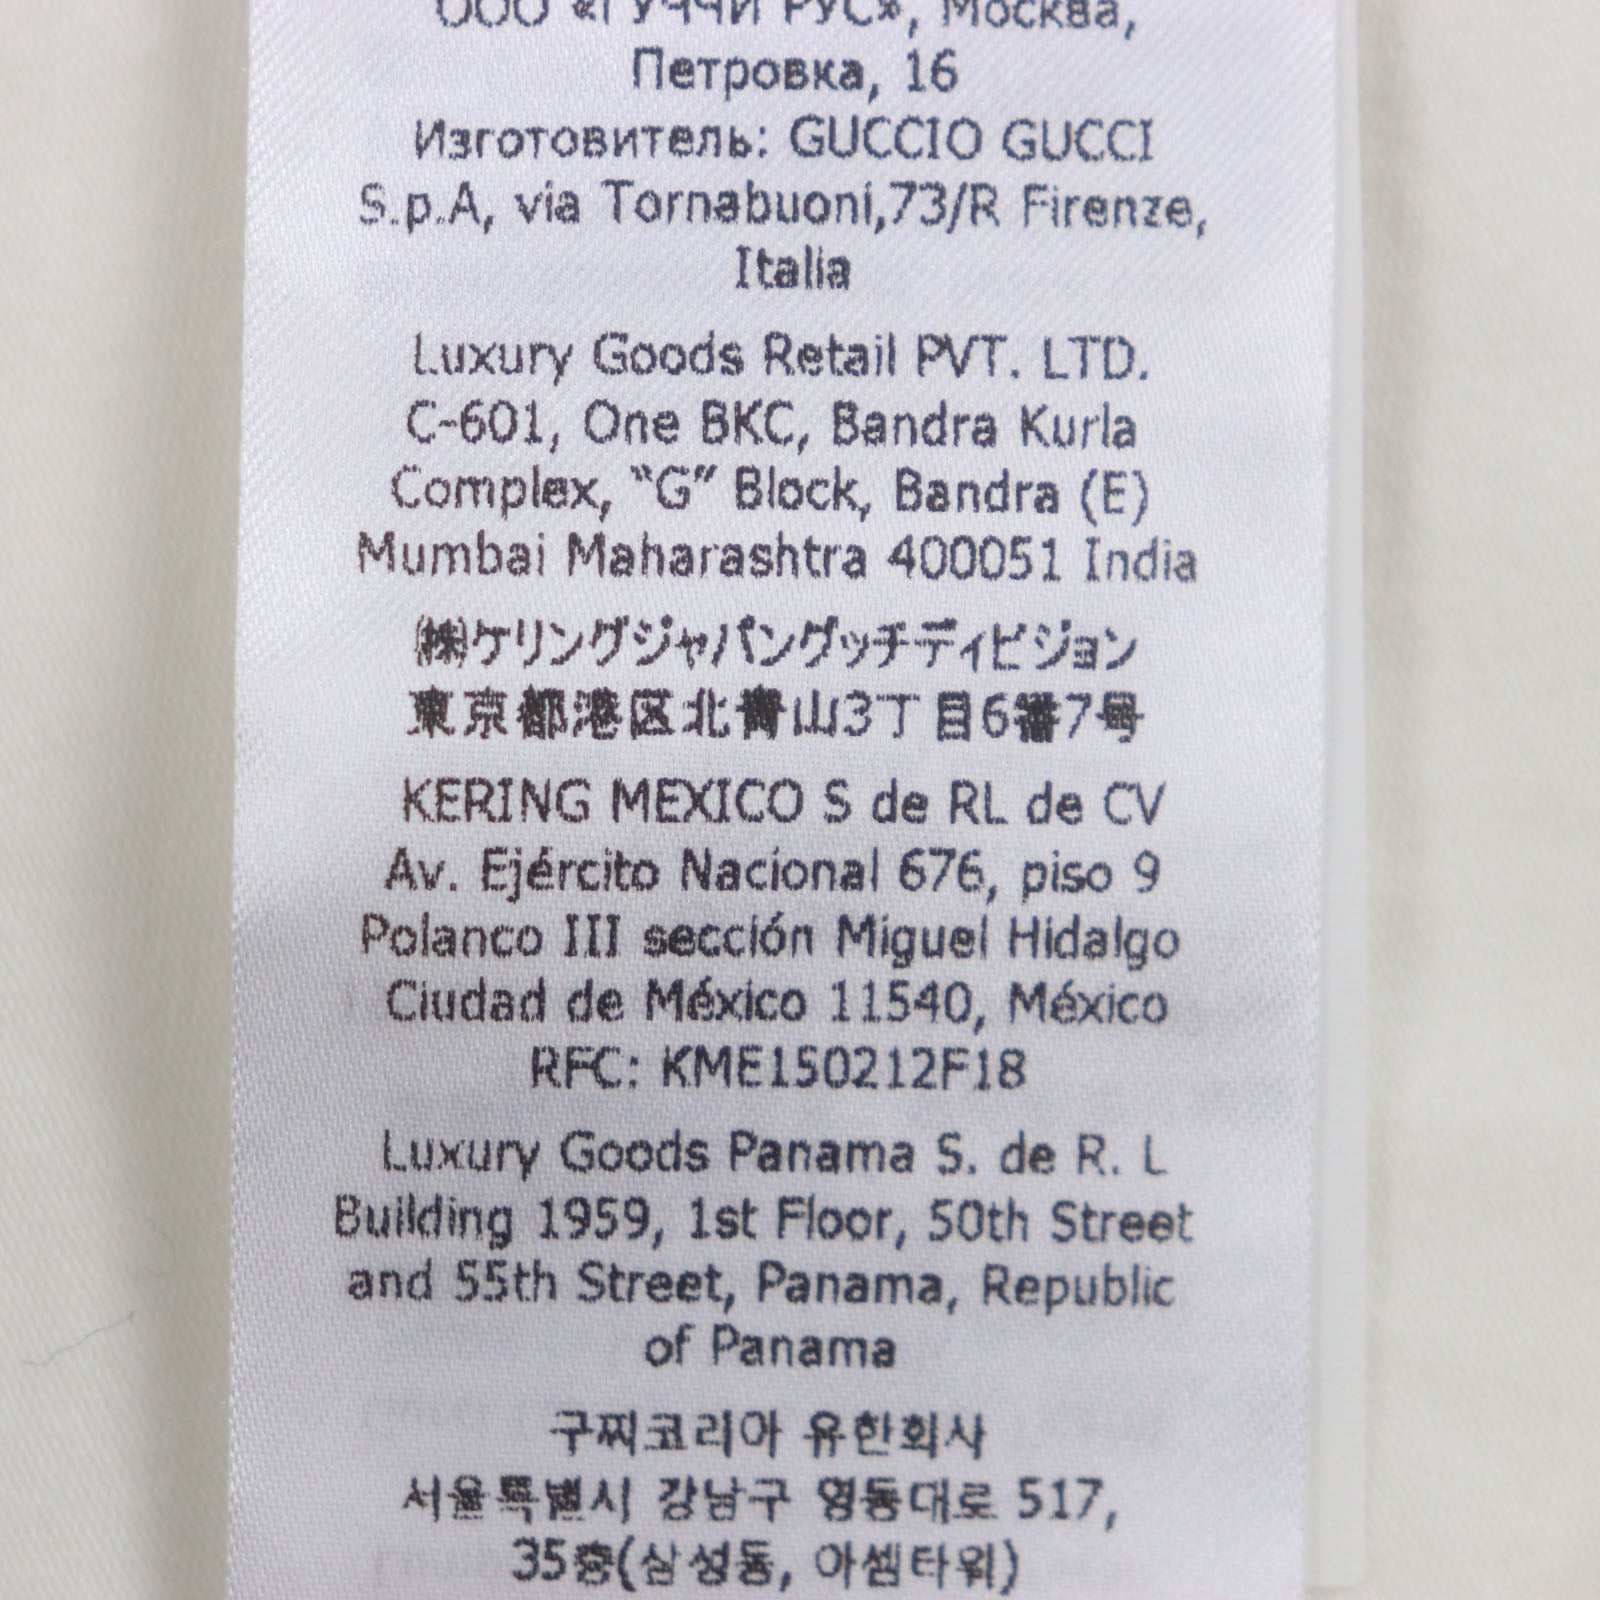 ООО «ГУЧЧИ РУС», Москва,
Петровка, 16
Изготовитель: GUCCIO GUCCI
S.p.A, via Tornabuoni,73/R Firenze,
Italia
Luxury Goods Retail PVT. LTD.
C-601, One BKC, Bandra Kurla
Complex, “G” Block, Bandra (E)
Mumbai Maharashtra 400051 India
㈱ケリングジャパングッチディビジョン
東京都港区北青山3丁目6番7号
KERING MEXICO S de RL de CV
Av. Ejército Nacional 676, piso 9
Polanco III sección Miguel Hidalgo
Ciudad de México 11540, México
RFC: KME150212F18
Luxury Goods Panama S. de R. L
Building 1959, 1st Floor, 50th Street
and 55th Street, Panama, Republic
of Panama
구찌코리아 유한회사
서울특별시 강남구 영동대로 517,
35층(삼성동, 아셈타워)